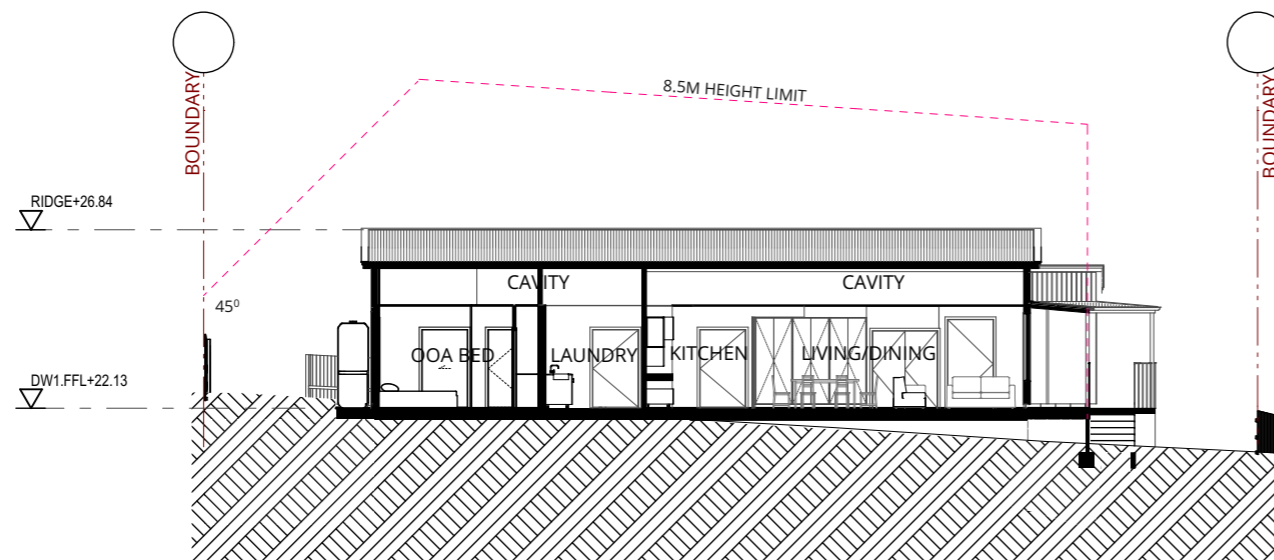 BOUNDARY
BOUNDARY
8.5M HEIGHT LIMIT
RIDGE+26.84
45⁰
CAVITY
CAVITY
OOA BED
LAUNDRY
KITCHEN
LIVING/DINING
DW1.FFL+22.13